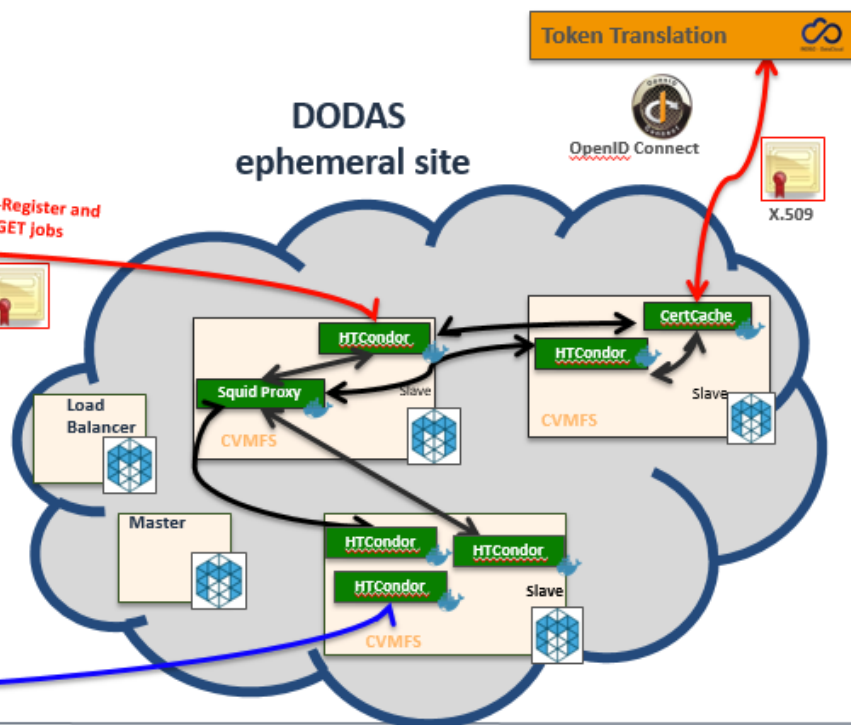 Token Translation
OpenID Connect
DODAS
ephemeral site
X.509
-Register and
GET jobs
CertCache
HTCondor
HTCondor
Squid Proxy
Slave
Slave
CVMFS
CVMFS
Load
Balancer
Master
HTCondor
HTCondor
HTCondor
Slave
CVMFS